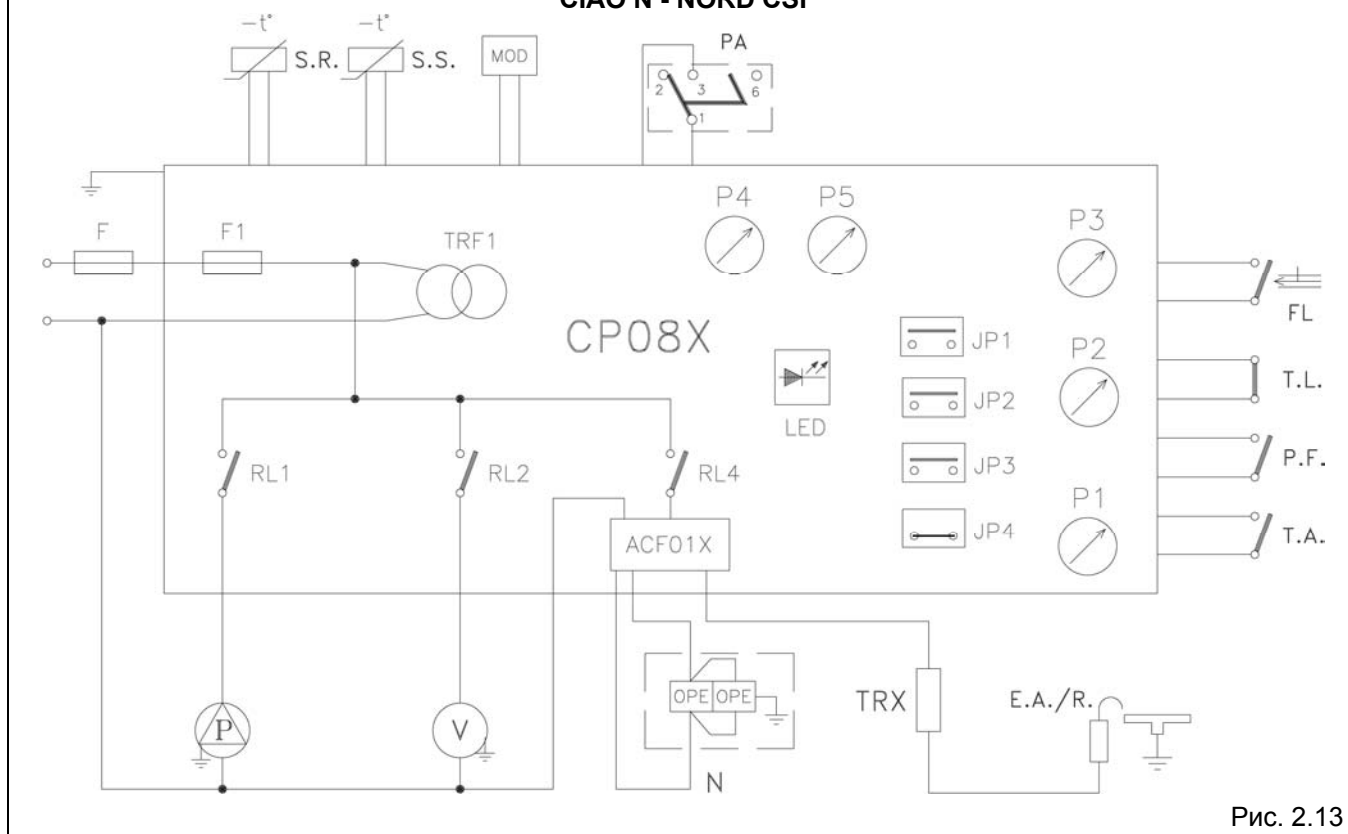 CIAO N - NORD CSI
-t° -t°
S.R. S.S. MOD PA
2 3 6
1
F F1 TRF1 P4 P5 P3
FL
CP08X
JP1 P2
T.L.
LED JP2
RL1 RL2 RL4 JP3 P.F.
P1
ACF01X JP4 T.A.
OPE OPE TRX E.A./R.
P V
N
Рис. 2.13